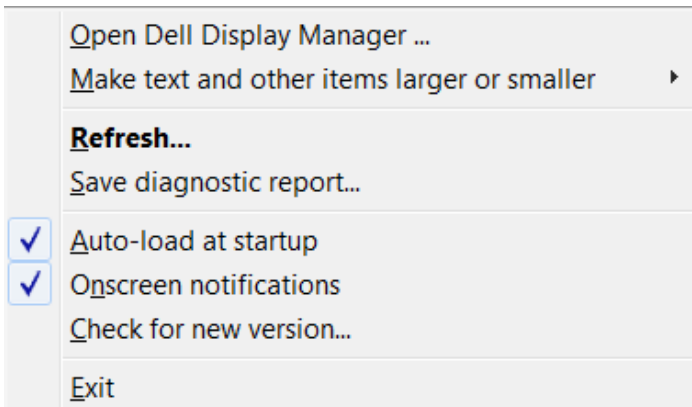 Open Dell Display Manager ...
Make text and other items larger or smaller
Refresh...
Save diagnostic report...
Auto-load at startup
Onscreen notifications
Check for new version...
Exit